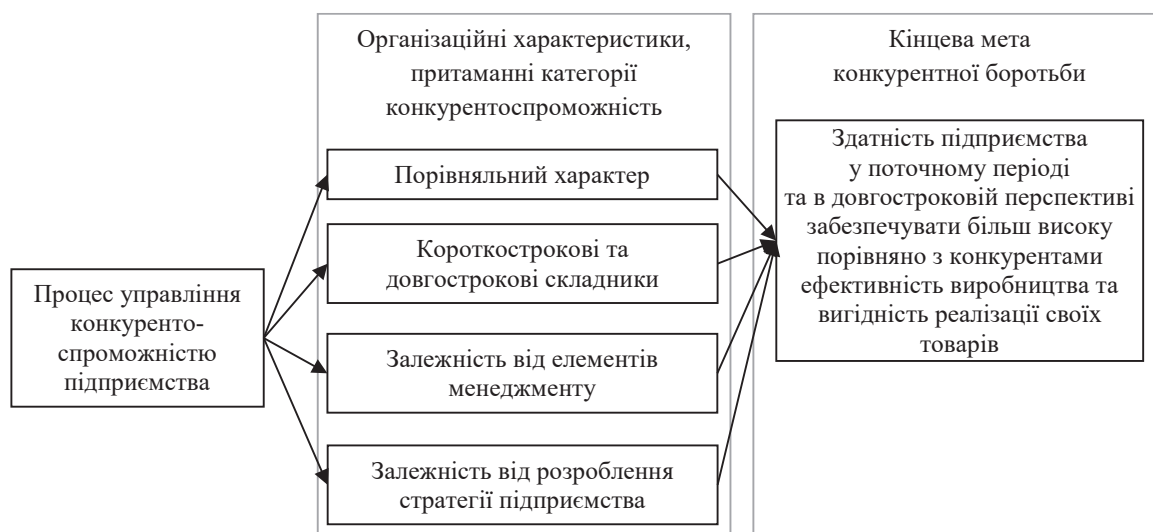 Організаційні характеристики,
притаманні категорії
конкурентоспроможність
Порівняльний характер
Короткострокові та
довгострокові складники
Залежність від елементів
менеджменту
Залежність від розроблення
стратегії підприємства
Процес управління
конкуренто-
спроможністю
підприємства
Кінцева мета
конкурентної боротьби
Здатність підприємства
у поточному періоді
та в довгостроковій перспективі
забезпечувати більш високу
порівняно з конкурентами
ефективність виробництва та
вигідність реалізації своїх
товарів